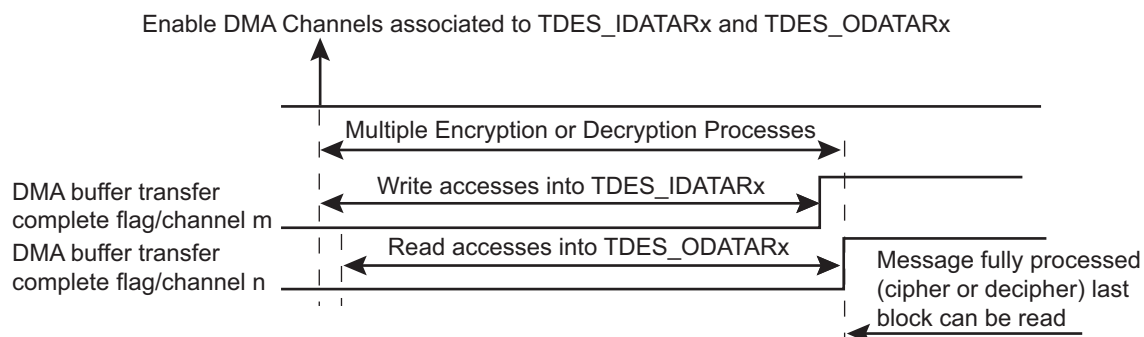 Enable DMA Channels associated to TDES_IDATARx and TDES_ODATARx
Multiple Encryption or Decryption Processes
DMA buffer transfer
complete flag/channel m
Write accesses into TDES_IDATARx
DMA buffer transfer
complete flag/channel n
Read accesses into TDES_ODATARx
Message fully processed
(cipher or decipher) last
block can be read